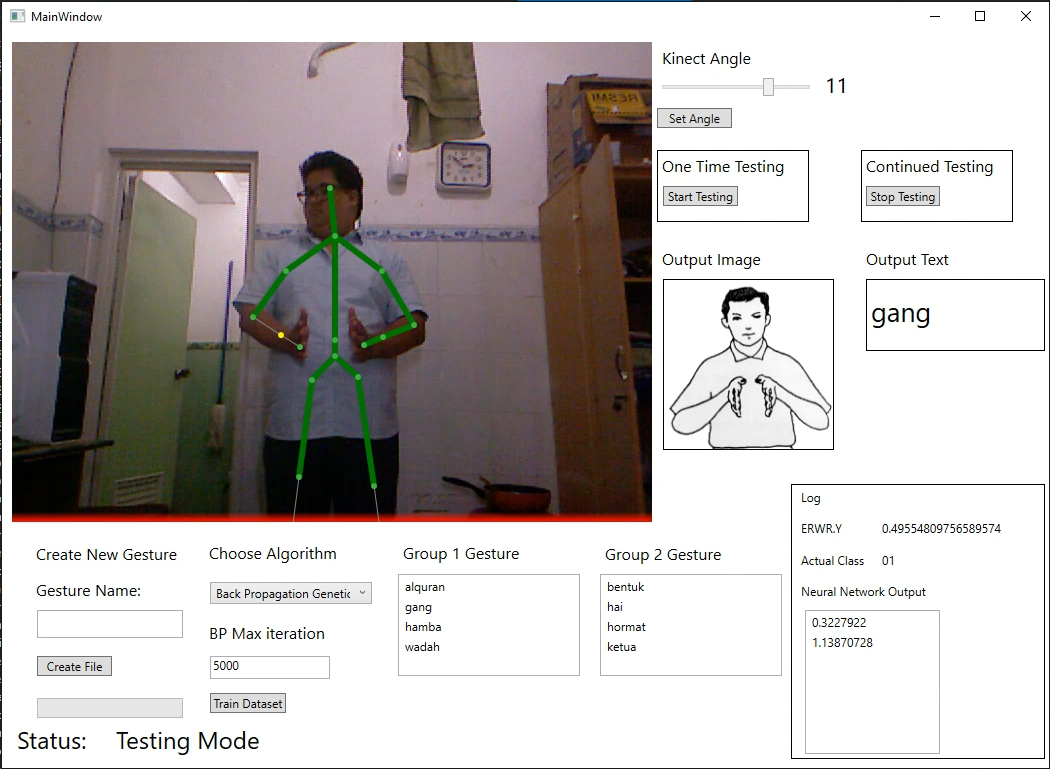 MainWindow
Kinect Angle
11
Set Angle
One Time Testing
Start Testing
Continued Testing
Stop Testing
Output Image
Output Text
gang
Create New Gesture
Gesture Name:
Create File
Choose Algorithm
Back Propagation Genetic
BP Max iteration
5000
Train Dataset
Group 1 Gesture
alquran
gang
hamba
wadah
Group 2 Gesture
bentuk
hai
hormat
ketua
Log
ERWR.Y 0.49554809756589574
Actual Class 01
Neural Network Output
0.3227922
1.13870728
Status: Testing Mode